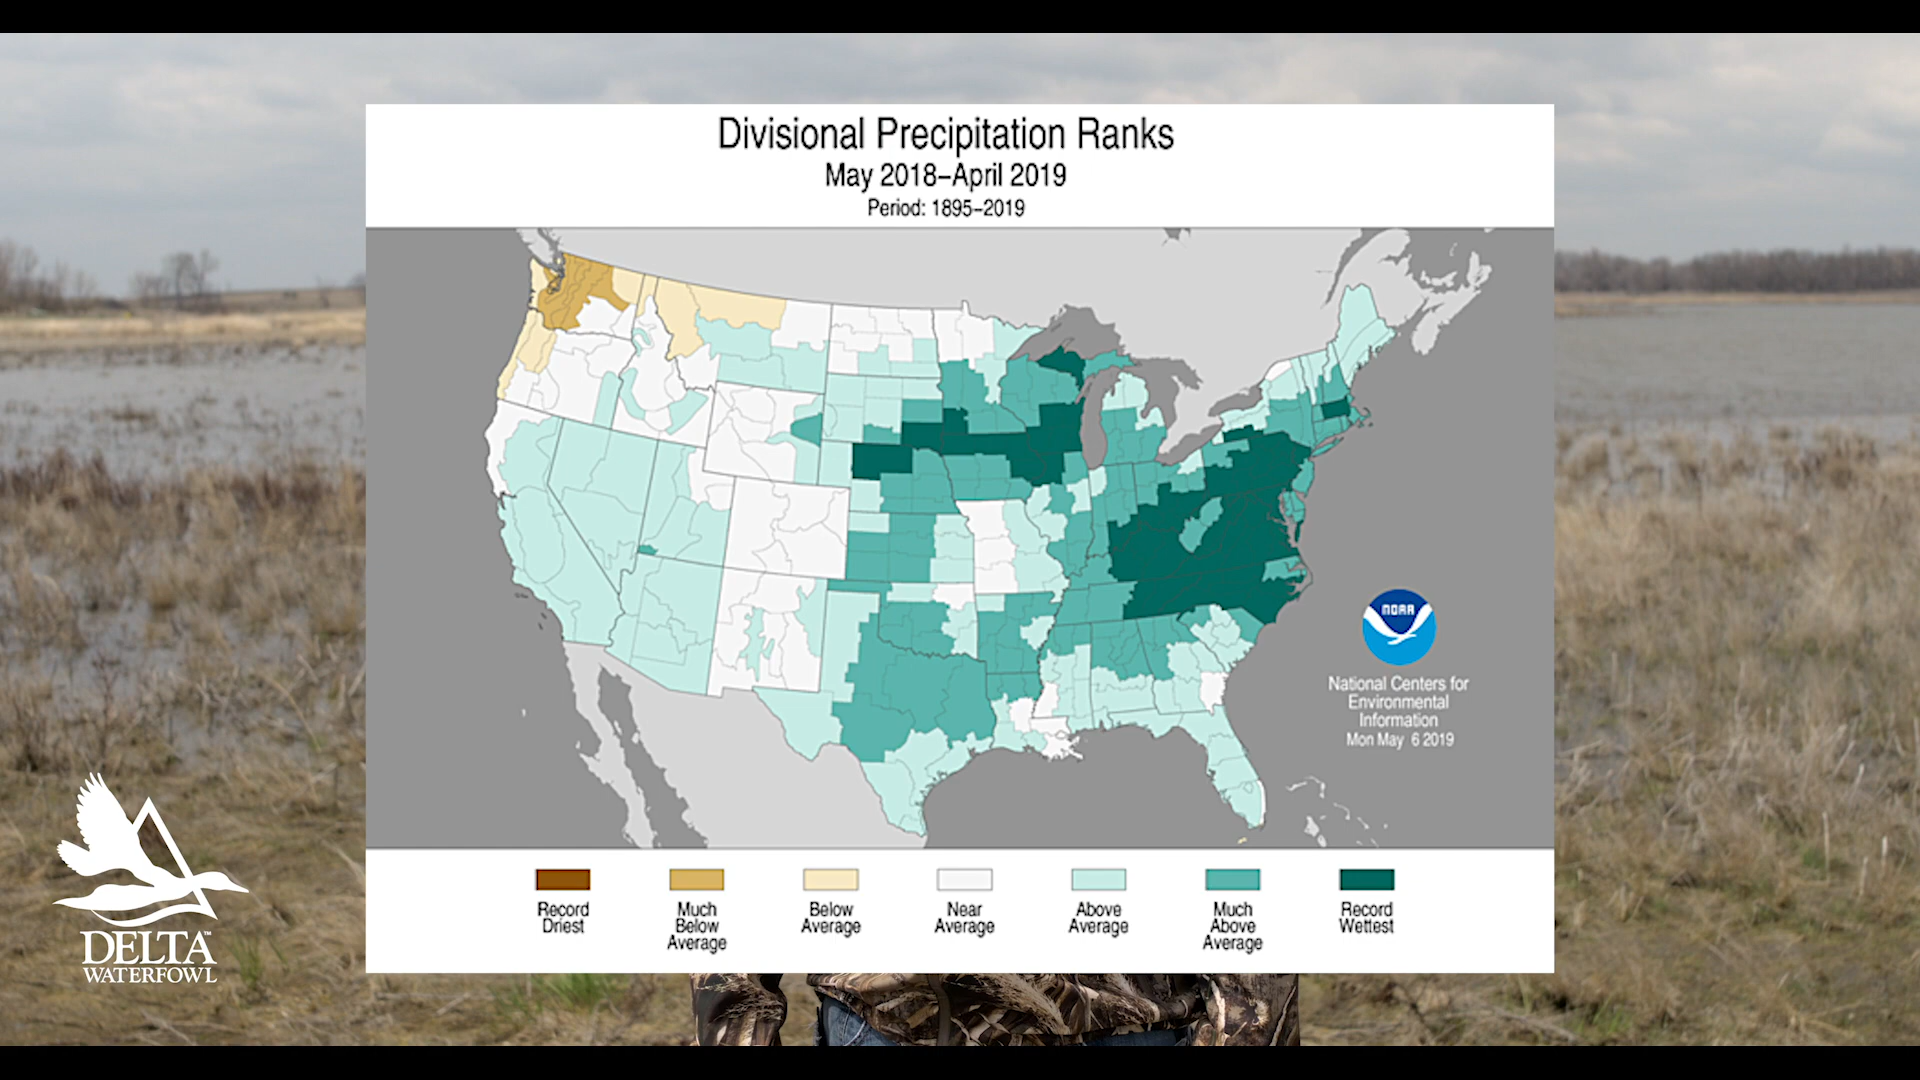 Divisional Precipitation Ranks
May 2018–April 2019
Period: 1895–2019
NOAA
National Centers for
Environmental
Information
Mon May 6 2019
Record
Driest
Much
Below
Average
Below
Average
Near
Average
Above
Average
Much
Above
Average
Record
Wettest
DELTA™
WATERFOWL